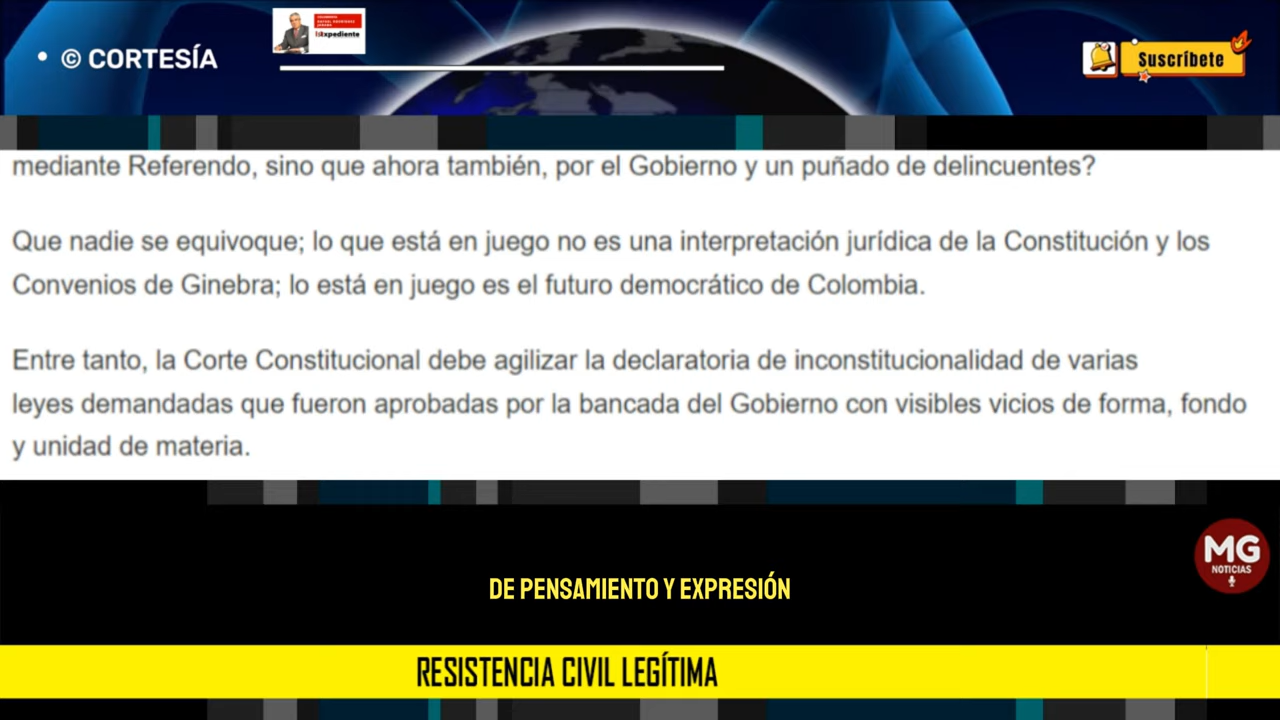 • © CORTESÍA
Expediente
Suscríbete
mediante Referendo, sino que ahora también, por el Gobierno y un puñado de delincuentes?
Que nadie se equivoque; lo que está en juego no es una interpretación jurídica de la Constitución y los
Convenios de Ginebra; lo está en juego es el futuro democrático de Colombia.
Entre tanto, la Corte Constitucional debe agilizar la declaratoria de inconstitucionalidad de varias
leyes demandadas que fueron aprobadas por la bancada del Gobierno con visibles vicios de forma, fondo
y unidad de materia.
MG
NOTICIAS
DE PENSAMIENTO Y EXPRESIÓN
RESISTENCIA CIVIL LEGÍTIMA